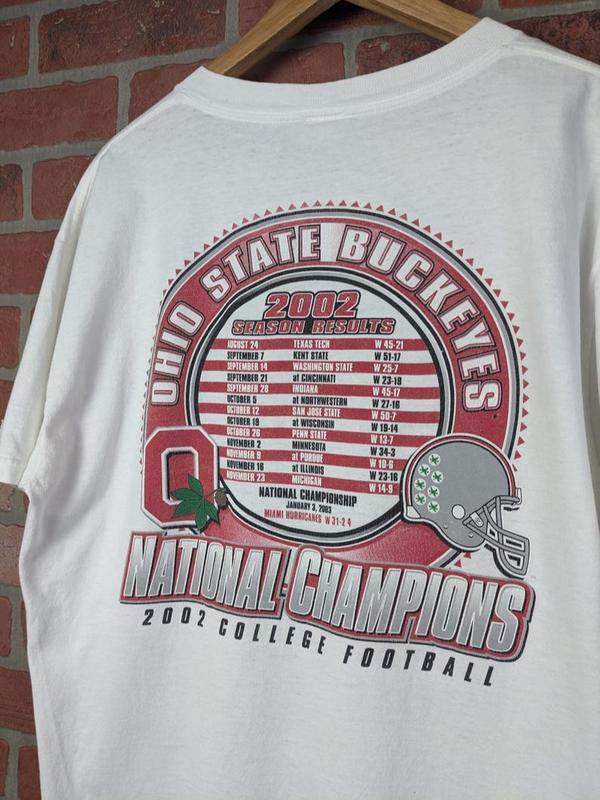 OHIO STATE BUCKEYES
2002
SEASON RESULTS
AUGUST 24 TEXAS TECH W 45-21
SEPTEMBER 7 KENT STATE W 51-17
SEPTEMBER 14 WASHINGTON STATE W 25-7
SEPTEMBER 21 at CINCINNATI W 23-19
SEPTEMBER 28 INDIANA W 45-17
OCTOBER 5 at NORTHWESTERN W 27-16
OCTOBER 12 SAN JOSE STATE W 50-7
OCTOBER 19 at WISCONSIN W 19-14
OCTOBER 26 PENN STATE W 13-7
NOVEMBER 2 MINNESOTA W 34-3
NOVEMBER 9 at PURDUE W 10-6
NOVEMBER 16 at ILLINOIS W 23-16
NOVEMBER 23 MICHIGAN W 14-9
NATIONAL CHAMPIONSHIP
JANUARY 3, 2003
MIAMI HURRICANES W 31-24
O
NATIONAL CHAMPIONS
2002 COLLEGE FOOTBALL